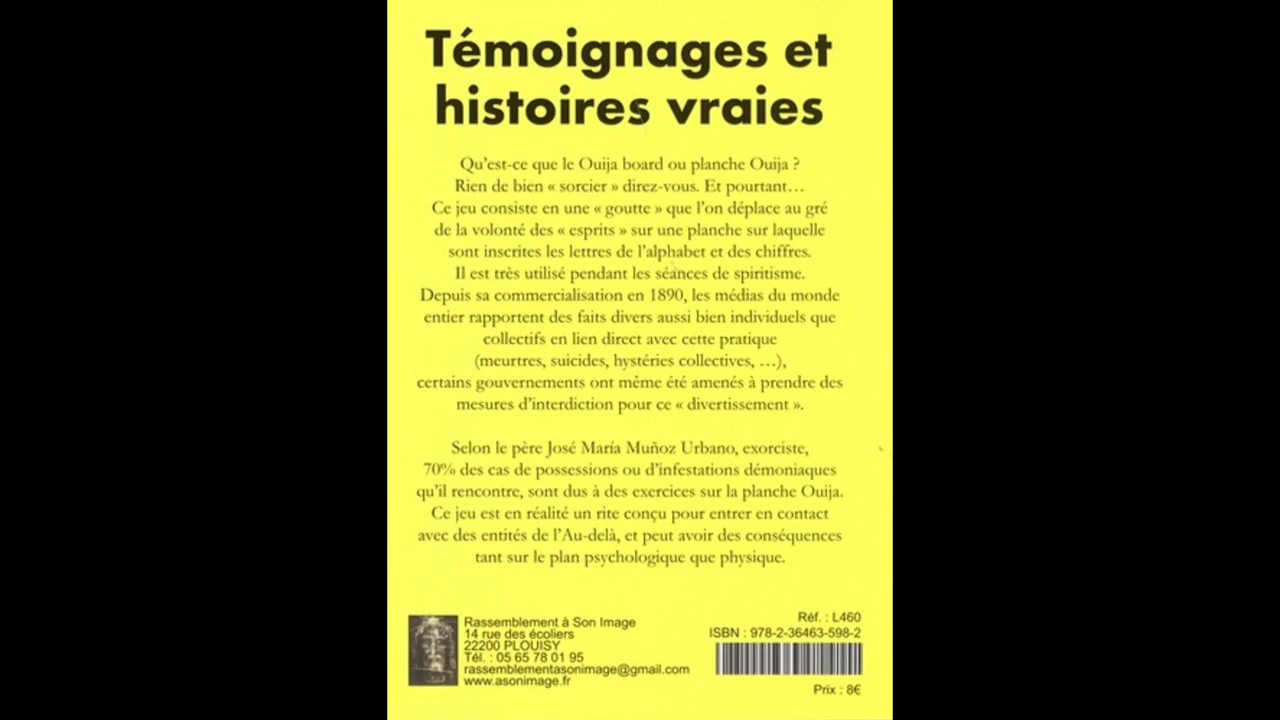 Témoignages et
histoires vraies
Qu'est-ce que le Ouija board ou planche Ouija ?
Rien de bien « sorcier » direz-vous. Et pourtant…
Ce jeu consiste en une « goutte » que l'on déplace au gré
de la volonté des « esprits » sur une planche sur laquelle
sont inscrites les lettres de l'alphabet et des chiffres.
Il est très utilisé pendant les séances de spiritisme.
Depuis sa commercialisation en 1890, les médias du monde
entier rapportent des faits divers aussi bien individuels que
collectifs en lien direct avec cette pratique
(meurtres, suicides, hystéries collectives, …),
certains gouvernements ont même été amenés à prendre des
mesures d'interdiction pour ce « divertissement ».
Selon le père José María Muñoz Urbano, exorciste,
70% des cas de possessions ou d'infestations démoniaques
qu'il rencontre, sont dus à des exercices sur la planche Ouija.
Ce jeu est en réalité un rite conçu pour entrer en contact
avec des entités de l'Au-delà, et peut avoir des conséquences
tant sur le plan psychologique que physique.
Rassemblement à Son Image
14 rue des écoliers
22200 PLOUISY
Tél. : 05 65 78 01 95
rassemblementasonimage@gmail.com
www.asonimage.fr
Réf. : L460
ISBN : 978-2-36463-598-2
Prix : 8€